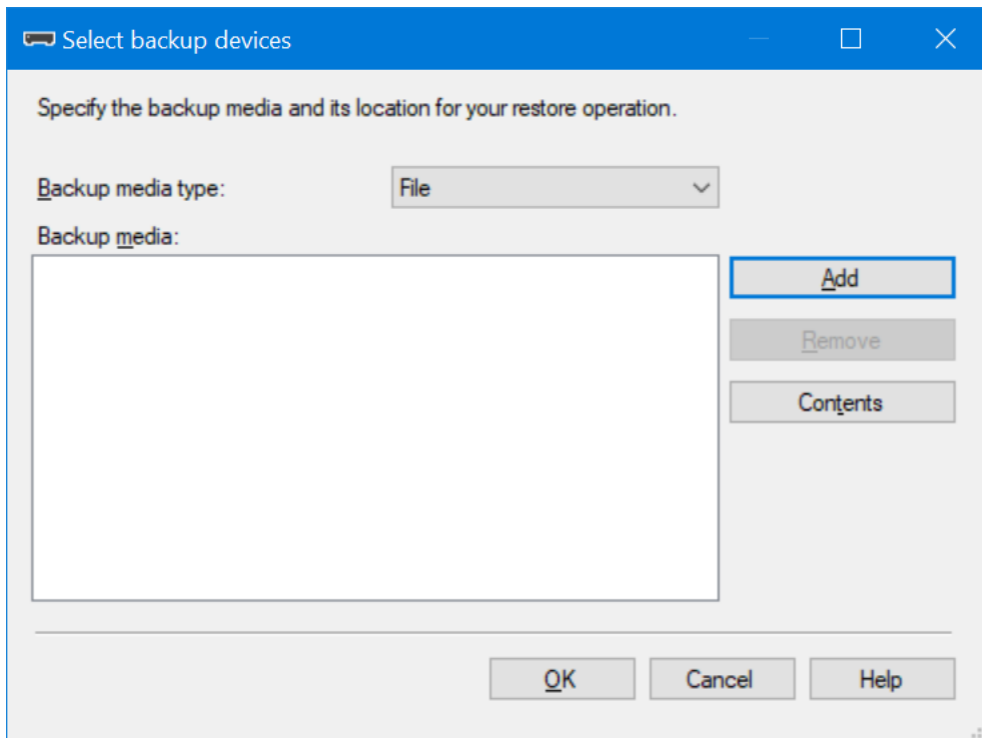 Select backup devices
Specify the backup media and its location for your restore operation.
Backup media type:
File
Backup media:
Add
Remove
Contents
OK
Cancel
Help